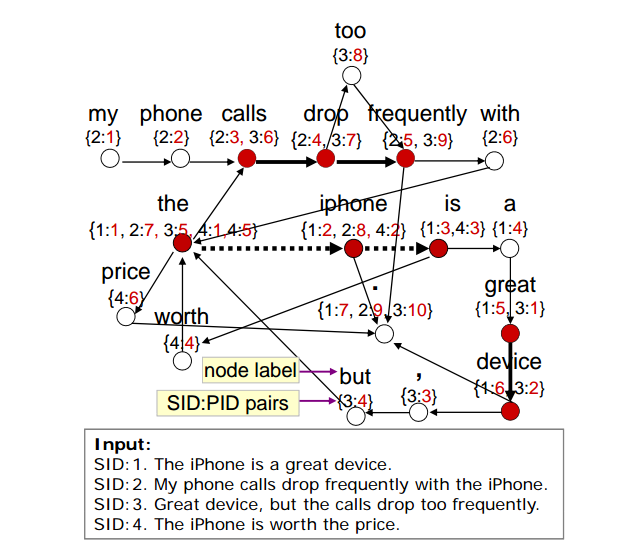 too
{3:8}
my phone calls drop frequently with
{2:1} {2:2} {2:3, 3:6} {2:4, 3:7} {2:5, 3:9} {2:6}
the iphone is a
{1:1, 2:7, 3:5, 4:1,4:5} {1:2, 2:8, 4:2} {1:3,4:3} {1:4}
price
{4:6}
.
{1:7, 2:9, 3:10}
great
{1:5, 3:1}
worth
{4:4}
device
{1:6, 3:2}
node label
but
{3:4}
,
{3:3}
SID:PID pairs
Input:
SID:1. The iPhone is a great device.
SID:2. My phone calls drop frequently with the iPhone.
SID:3. Great device, but the calls drop too frequently.
SID:4. The iPhone is worth the price.